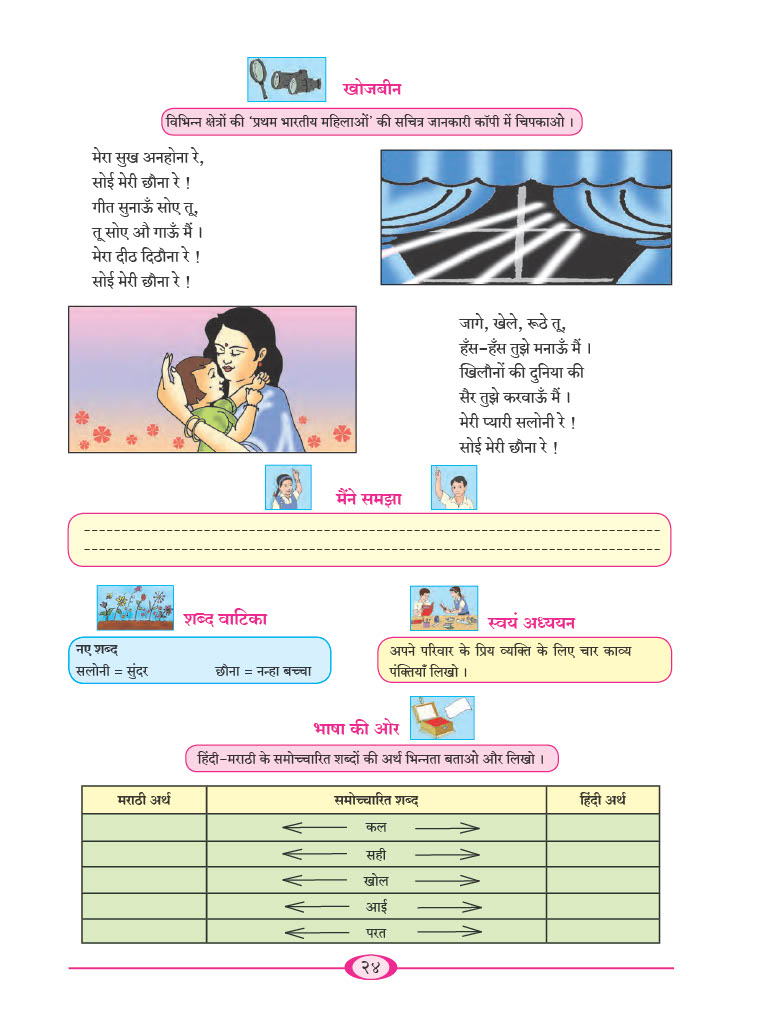 खोजबीन
विभिन्न क्षेत्रों की ‘प्रथम भारतीय महिलाओं’ की सचित्र जानकारी कॉपी में चिपकाओ ।
मेरा सुख अनहोना रे,
सोई मेरी छौना रे !
गीत सुनाऊँ सोए तू,
तू सोए औ गाऊँ मैं ।
मेरा दीठ दिठौना रे !
सोई मेरी छौना रे !
जागे, खेले, रूठे तू,
हँस-हँस तुझे मनाऊँ मैं ।
खिलौनों की दुनिया की
सैर तुझे करवाऊँ मैं ।
मेरी प्यारी सलोनी रे !
सोई मेरी छौना रे !
मैंने समझा
शब्द वाटिका
नए शब्द
सलोनी = सुंदर छौना = नन्हा बच्चा
स्वयं अध्ययन
अपने परिवार के प्रिय व्यक्ति के लिए चार काव्य
पंक्तियाँ लिखो ।
भाषा की ओर
हिंदी-मराठी के समोच्चारित शब्दों की अर्थ भिन्नता बताओ और लिखो ।
मराठी अर्थ समोच्चारित शब्द हिंदी अर्थ
कल
सही
खोल
आई
परत
२४